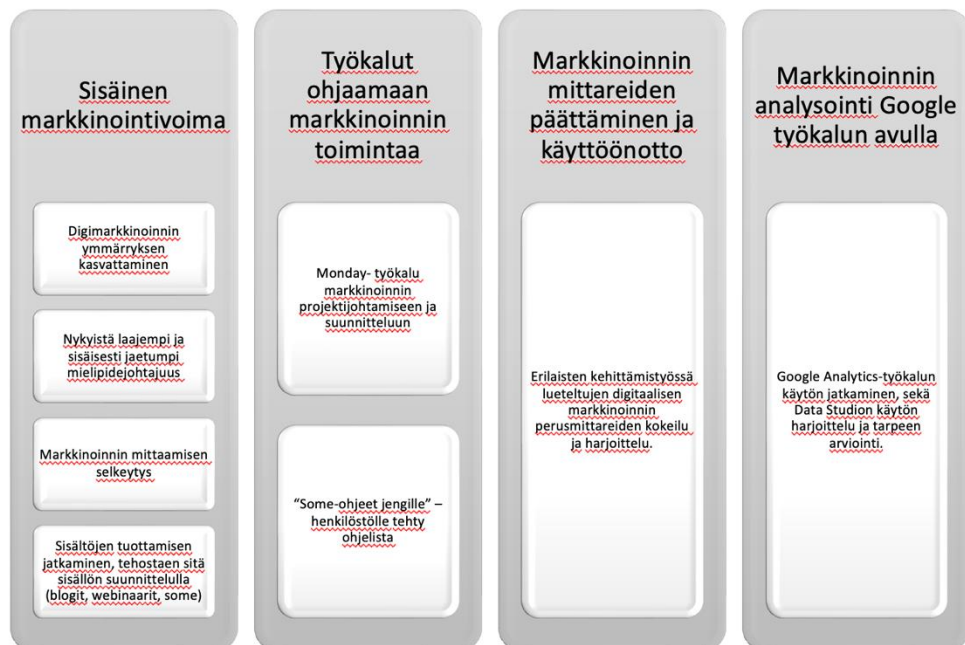 Sisäinen
markkinointivoima
Digimarkkinoinnin
ymmärryksen
kasvattaminen
Nykyistä laajempi ja
sisäisesti jaetumpi
mielipidejohtajuus
Markkinoinnin mittaamisen
selkeytys
Sisältöjen tuottamisen
jatkaminen, tehostaen sitä
sisällön suunnittelulla
(blogit, webinaarit, some)
Työkalut
ohjaamaan
markkinoinnin
toimintaa
Monday- työkalu
markkinoinnin
projektijohtamiseen ja
suunnitteluun
“Some-ohjeet jengille” –
henkilöstölle tehty
ohjelista
Markkinoinnin
mittareiden
päättäminen ja
käyttöönotto
Erilaisten kehittämistyössä
lueteltujen digitaalisen
markkinoinnin
perusmittareiden kokeilu
ja harjoittelu.
Markkinoinnin
analysointi Google
työkalun avulla
Google Analytics-työkalun
käytön jatkaminen, sekä
Data Studion käytön
harjoittelu ja tarpeen
arviointi.